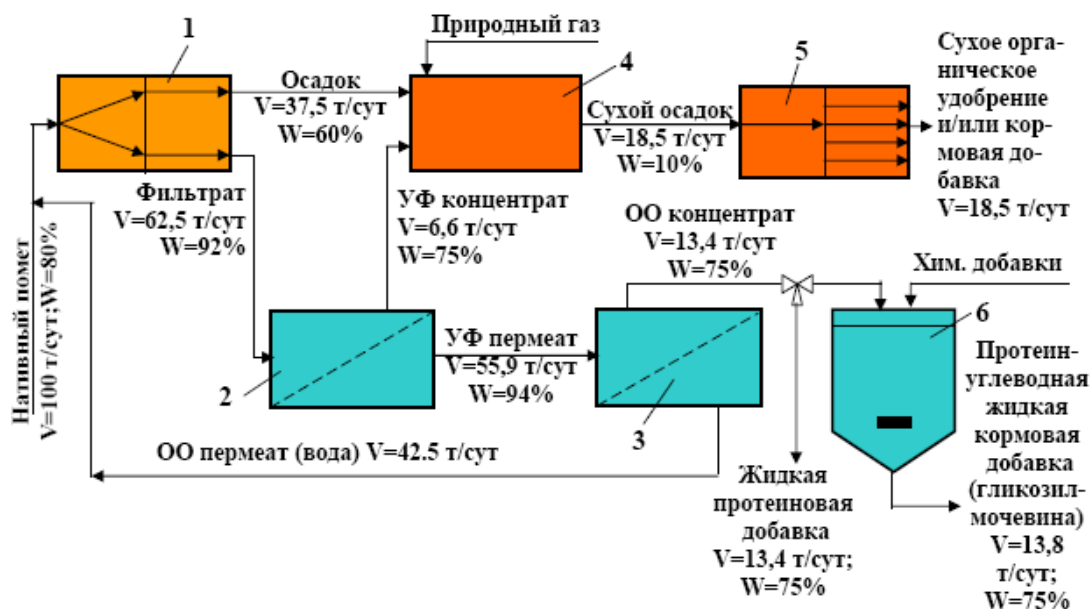 1
Природный газ
4
5
Сухое орга-
ническое
удобрение
и/или кор-
мовая до-
бавка
V=18,5 т/сут
Осадок
V=37,5 т/сут
W=60%
Сухой осадок
V=18,5 т/сут
W=10%
Нативный помет
V=100 т/сут;W=80%
Фильтрат
V=62,5 т/сут
W=92%
УФ концентрат
V=6,6 т/сут
W=75%
ОО концентрат
V=13,4 т/сут
W=75%
Хим. добавки
2
УФ пермеат
V=55,9 т/сут
W=94%
3
6
Протеин-
углеводная
жидкая
кормовая
добавка
(гликозил-
мочевина)
V=13,8
т/сут;
W=75%
ОО пермеат (вода) V=42.5 т/сут
Жидкая
протеиновая
добавка
V=13,4 т/сут;
W=75%